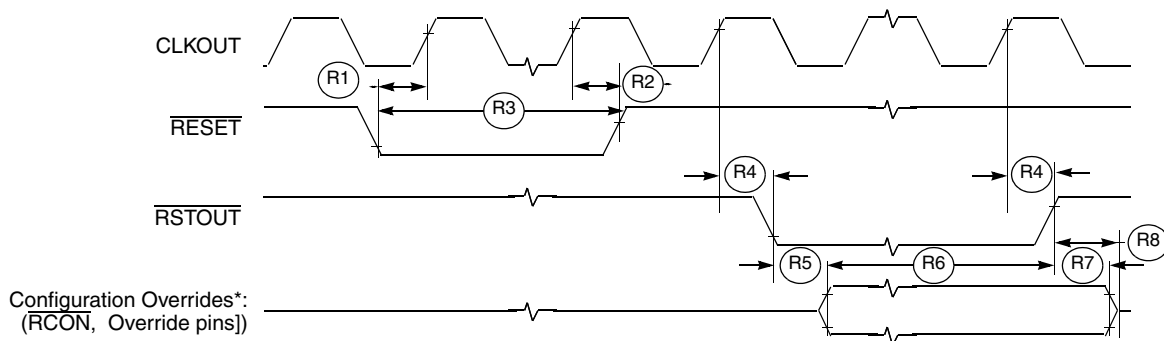 CLKOUT
R1
R2
R3
RESET
R4
R4
RSTOUT
R8
R5
R6
R7
Configuration Overrides*:
(RCON, Override pins])